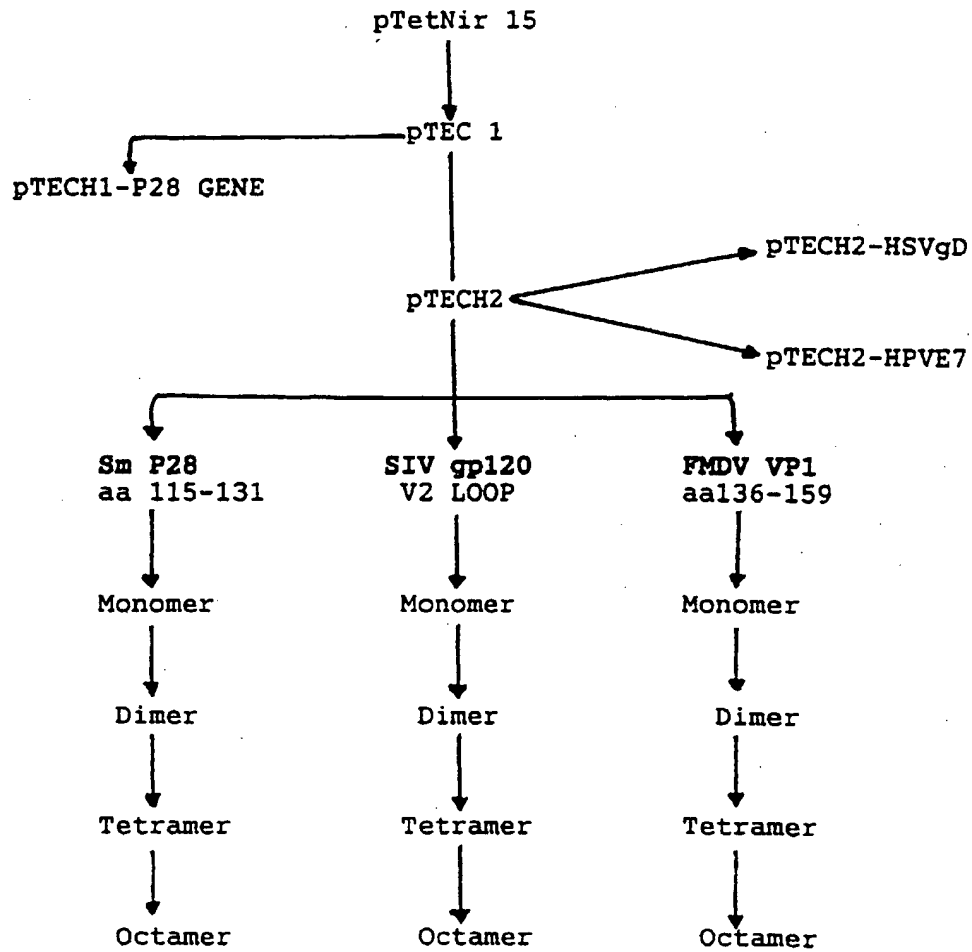 pTetNir 15
pTEC 1
pTECH1-P28 GENE
pTECH2-HSVgD
pTECH2
pTECH2-HPVE7
Sm P28 SIV gp120 FMDV VP1
aa 115-131 V2 LOOP aa136-159
Monomer Monomer Monomer
Dimer Dimer Dimer
Tetramer Tetramer Tetramer
Octamer Octamer Octamer